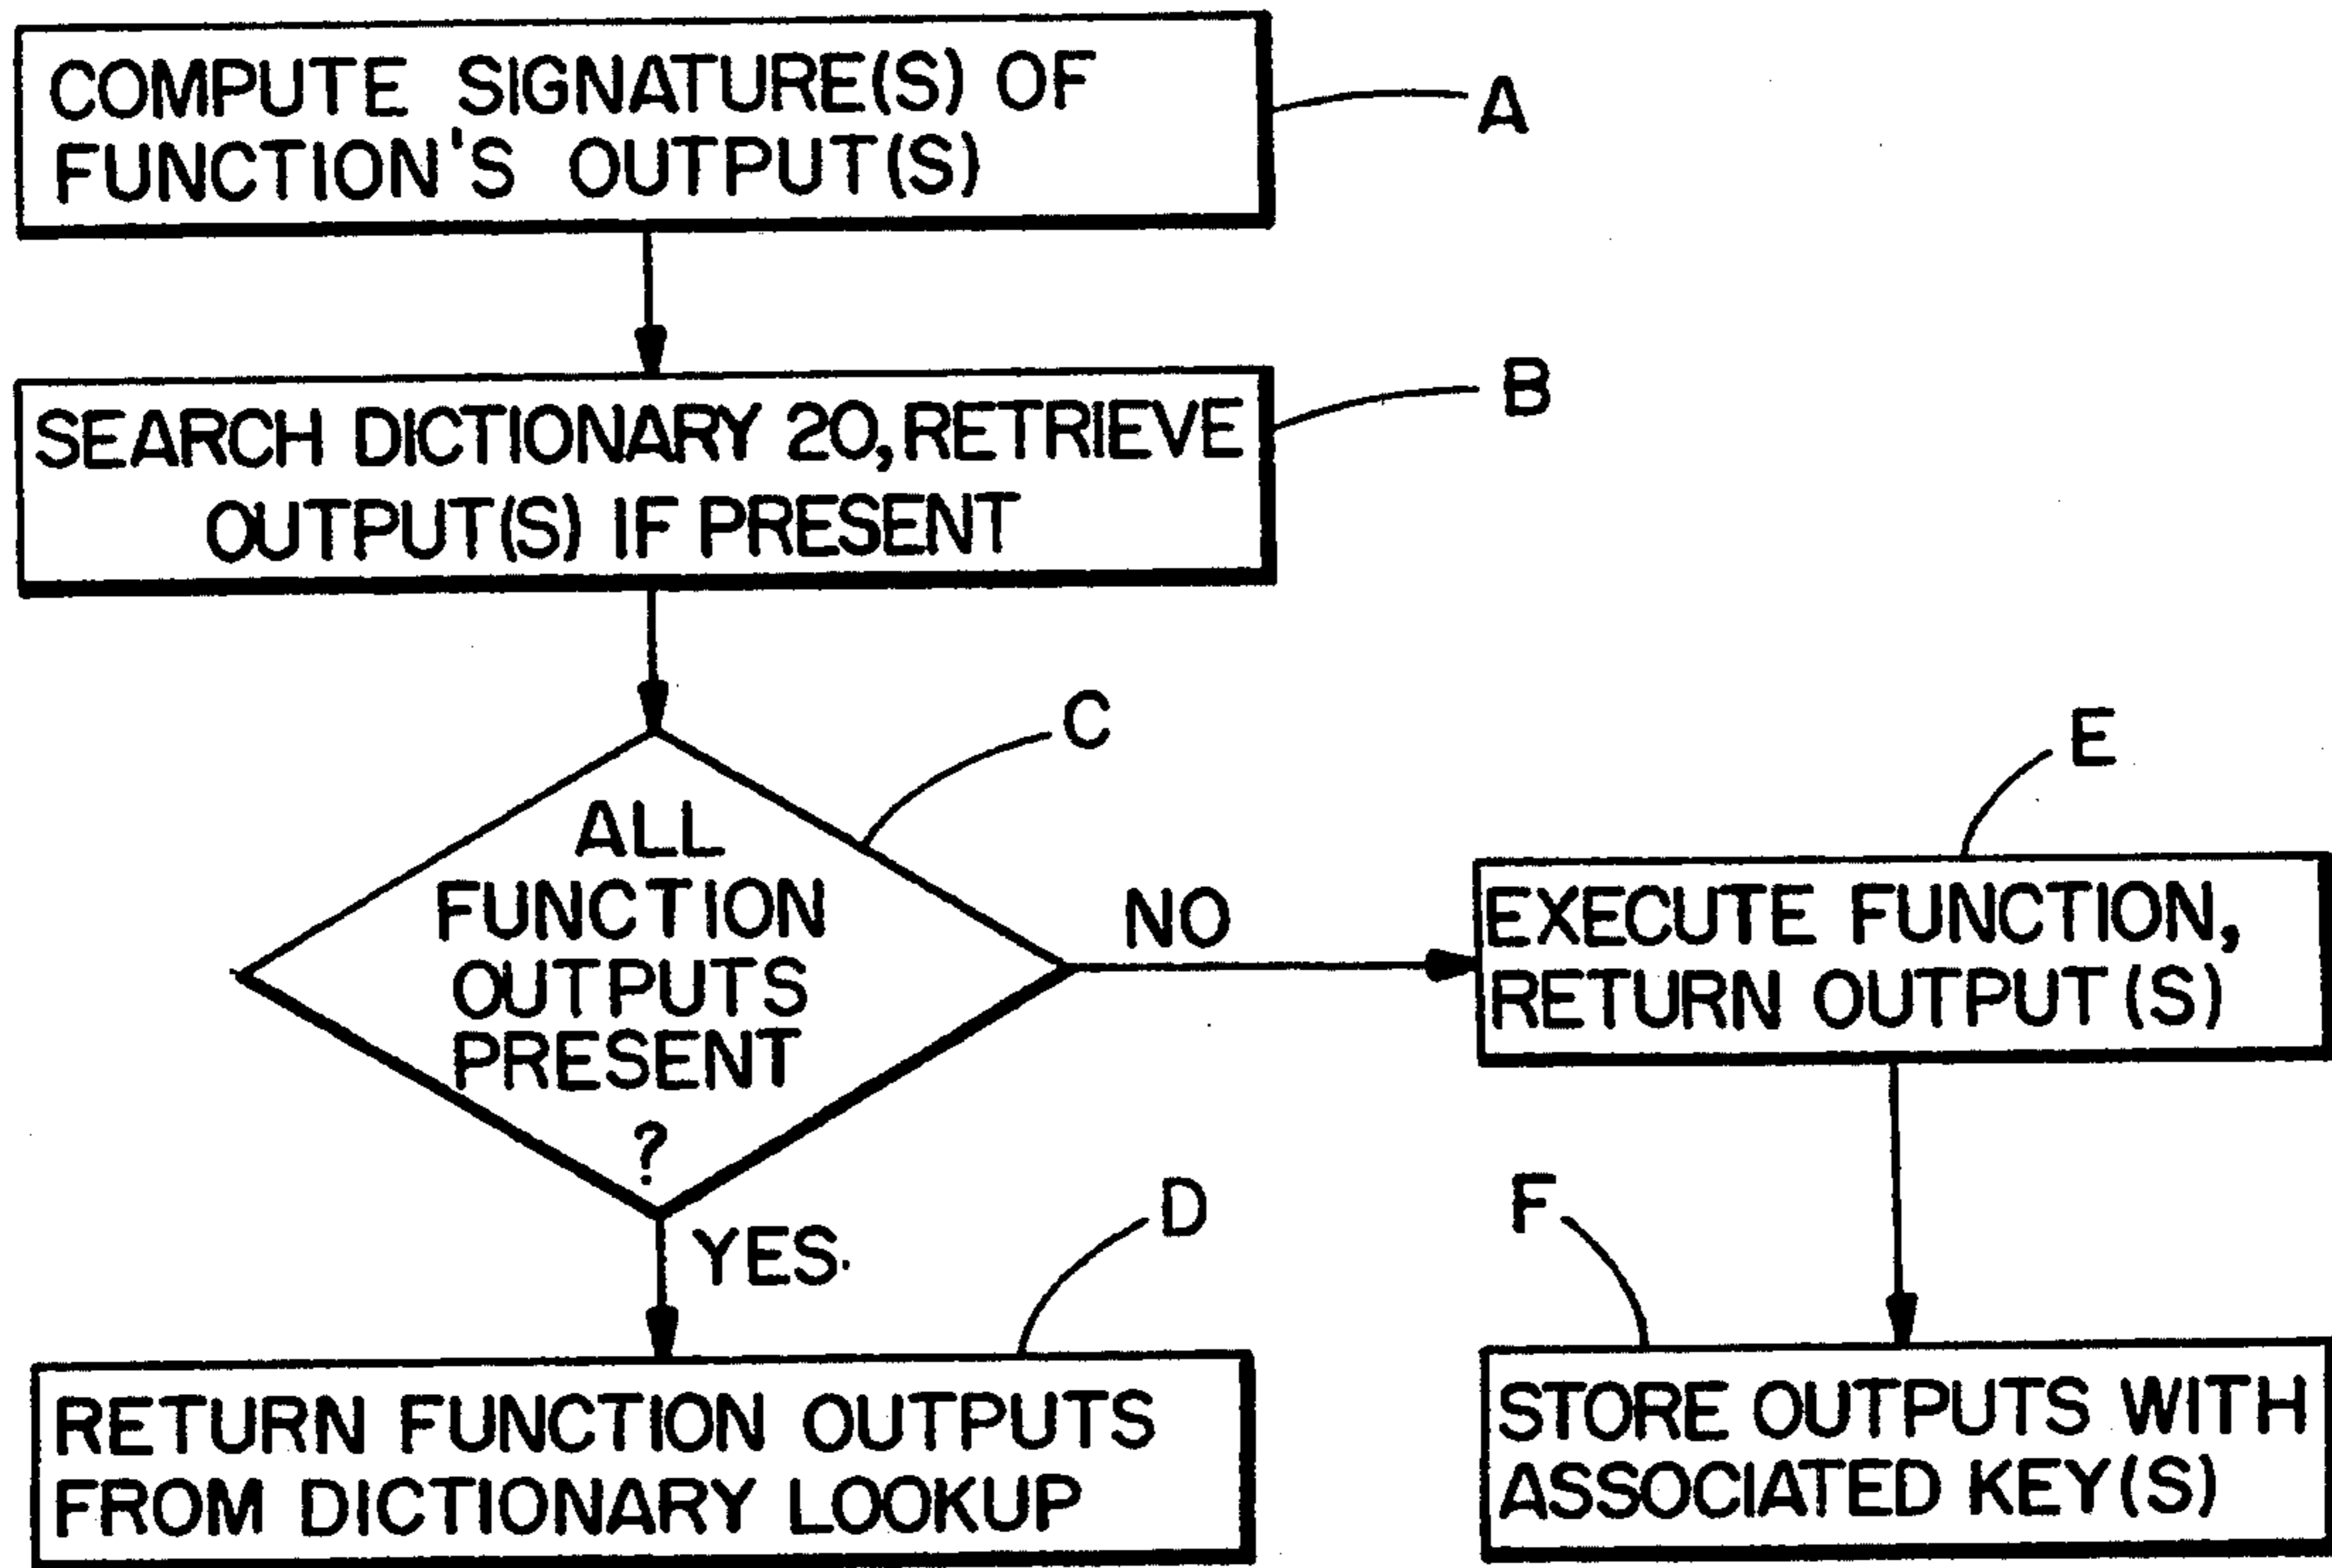 COMPUTE SIGNATURE(S) OF
FUNCTION'S OUTPUT(S)
A
SEARCH DICTIONARY 20, RETRIEVE
OUTPUT(S) IF PRESENT
B
C
ALL
FUNCTION
OUTPUTS
PRESENT
?
NO
E
EXECUTE FUNCTION,
RETURN OUTPUT(S)
YES
D
RETURN FUNCTION OUTPUTS
FROM DICTIONARY LOOKUP
F
STORE OUTPUTS WITH
ASSOCIATED KEY(S)